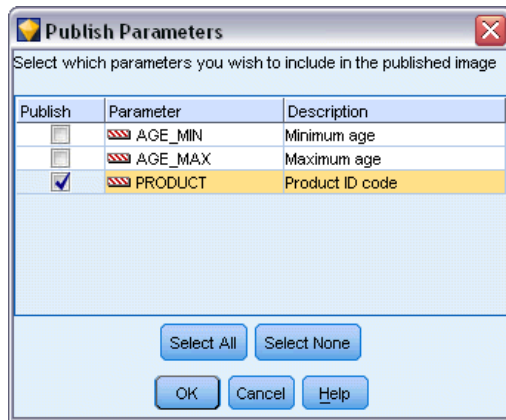 Publish Parameters
Select which parameters you wish to include in the published image
Publish Parameter Description
AGE_MIN Minimum age
AGE_MAX Maximum age
PRODUCT Product ID code
Select All Select None
OK Cancel Help